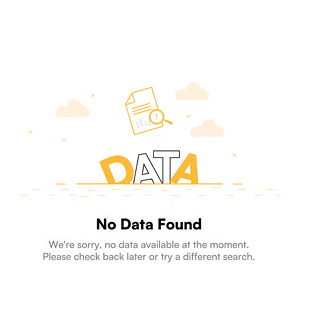 DATA
No Data Found
We're sorry, no data available at the moment.
Please check back later or try a different search.